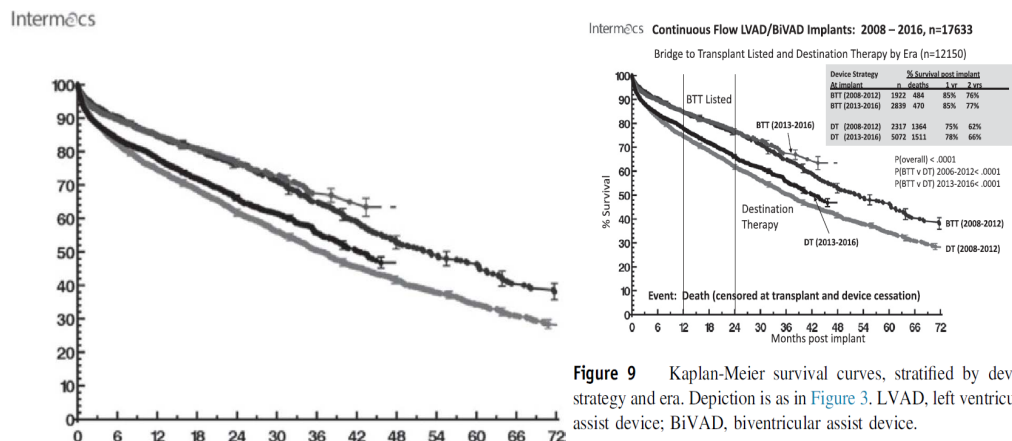 Intermacs
100
90
80
70
60
50
40
30
20
10
0
0 6 12 18 24 30 36 42 48 54 60 66 72
Intermacs Continuous Flow LVAD/BiVAD Implants: 2008 – 2016, n=17633
Bridge to Transplant Listed and Destination Therapy by Era (n=12150)
Device Strategy % Survival post implant
At implant n deaths 1 yr 2 yrs
BTT (2008-2012) 1922 484 85% 76%
BTT (2013-2016) 2839 470 85% 77%
DT (2008-2012) 2317 1364 75% 62%
DT (2013-2016) 5072 1511 78% 66%
P(overall) < .0001
P(BTT v DT) 2006-2012< .0001
P(BTT v DT) 2013-2016< .0001
% Survival
100
90
80
70
60
50
40
30
20
10
0
BTT Listed
BTT (2013-2016)
Destination
Therapy
DT (2013-2016)
BTT (2008-2012)
DT (2008-2012)
Event: Death (censored at transplant and device cessation)
0 6 12 18 24 30 36 42 48 54 60 66 72
Months post implant
Figure 9 Kaplan-Meier survival curves, stratified by dev
strategy and era. Depiction is as in Figure 3. LVAD, left ventricu
assist device; BiVAD, biventricular assist device.